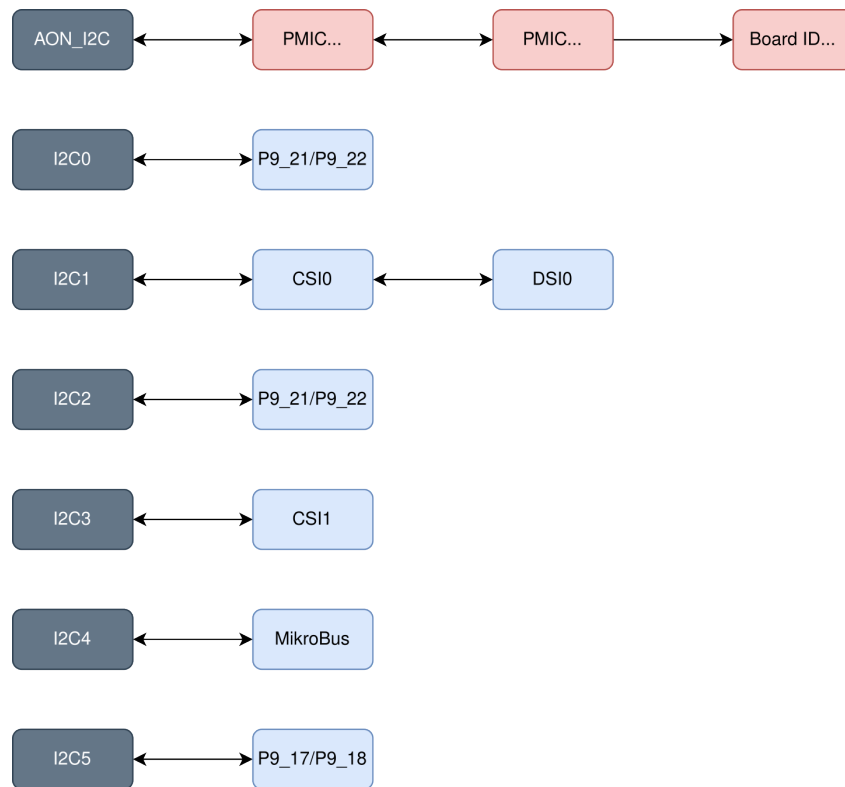 AON_I2C PMIC... PMIC... Board ID...
I2C0 P9_21/P9_22
I2C1 CSI0 DSI0
I2C2 P9_21/P9_22
I2C3 CSI1
I2C4 MikroBus
I2C5 P9_17/P9_18